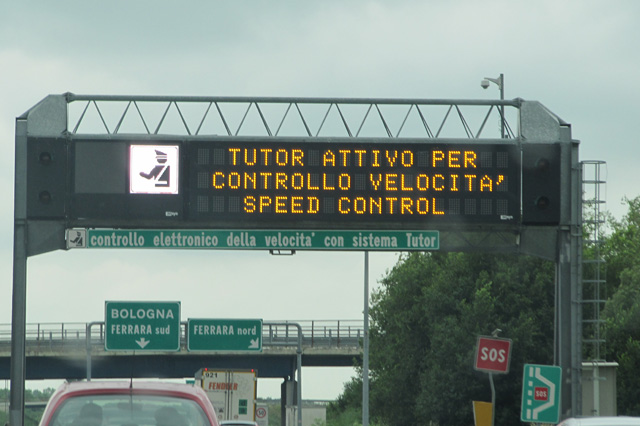 TUTOR ATTIVO PER
CONTROLLO VELOCITA'
SPEED CONTROL
controllo elettronico della velocita' con sistema Tutor
BOLOGNA
FERRARA sud
FERRARA nord
SOS
SOS